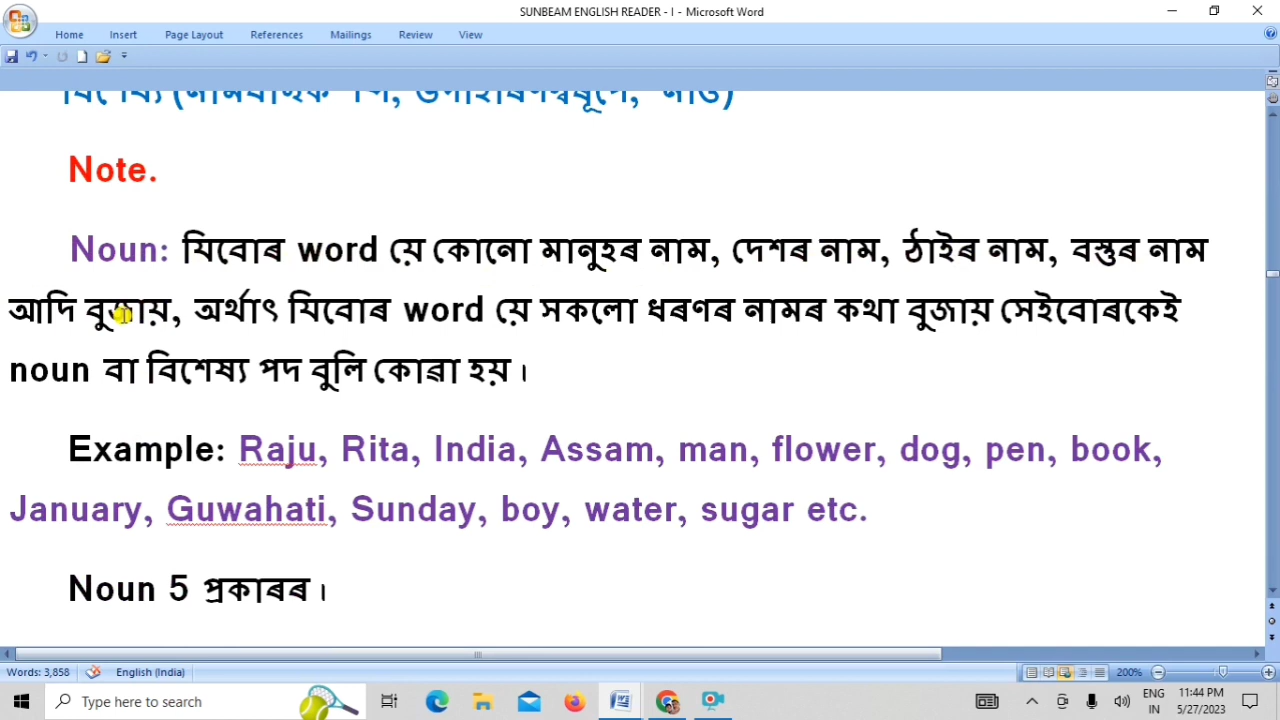 SUNBEAM ENGLISH READER - I - Microsoft Word
Home Insert Page Layout References Mailings Review View
Note.
Noun: যিবোৰ word য়ে কোনো মানুহৰ নাম, দেশৰ নাম, ঠাইৰ নাম, বস্তুৰ নাম
আদি বুজায়, অৰ্থাৎ যিবোৰ word য়ে সকলো ধৰণৰ নামৰ কথা বুজায় সেইবোৰকেই
noun বা বিশেষ্য পদ বুলি কোৱা হয়।
Example: Raju, Rita, India, Assam, man, flower, dog, pen, book,
January, Guwahati, Sunday, boy, water, sugar etc.
Noun 5 প্ৰকাৰৰ।
Words: 3,858 English (India) 200%
Type here to search ENG 11:44 PM
IN 5/27/2023